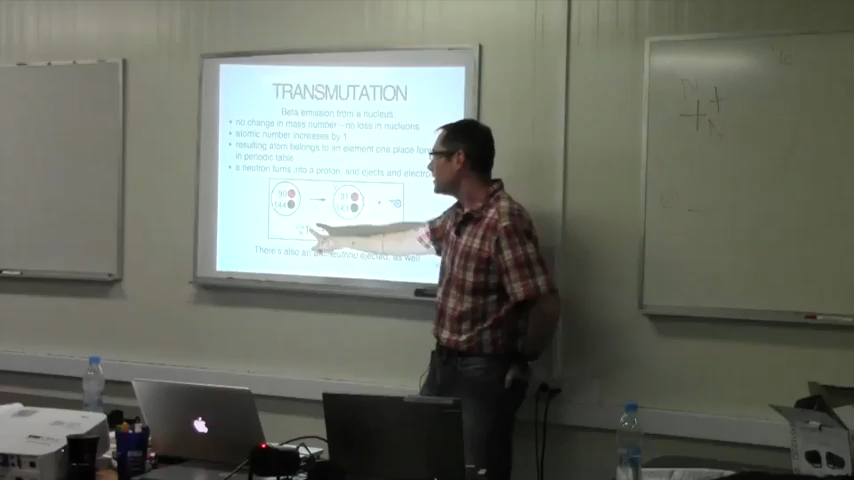 TRANSMUTATION
Beta emission from a nucleus
• no change in mass number - no loss in nucleons
• atomic number increases by 1
• resulting atom belongs to an element one place for
in periodic table
• a neutron turns into a proton, and ejects and electro
90
144
91
143
There's also an neutrino ejected, as well